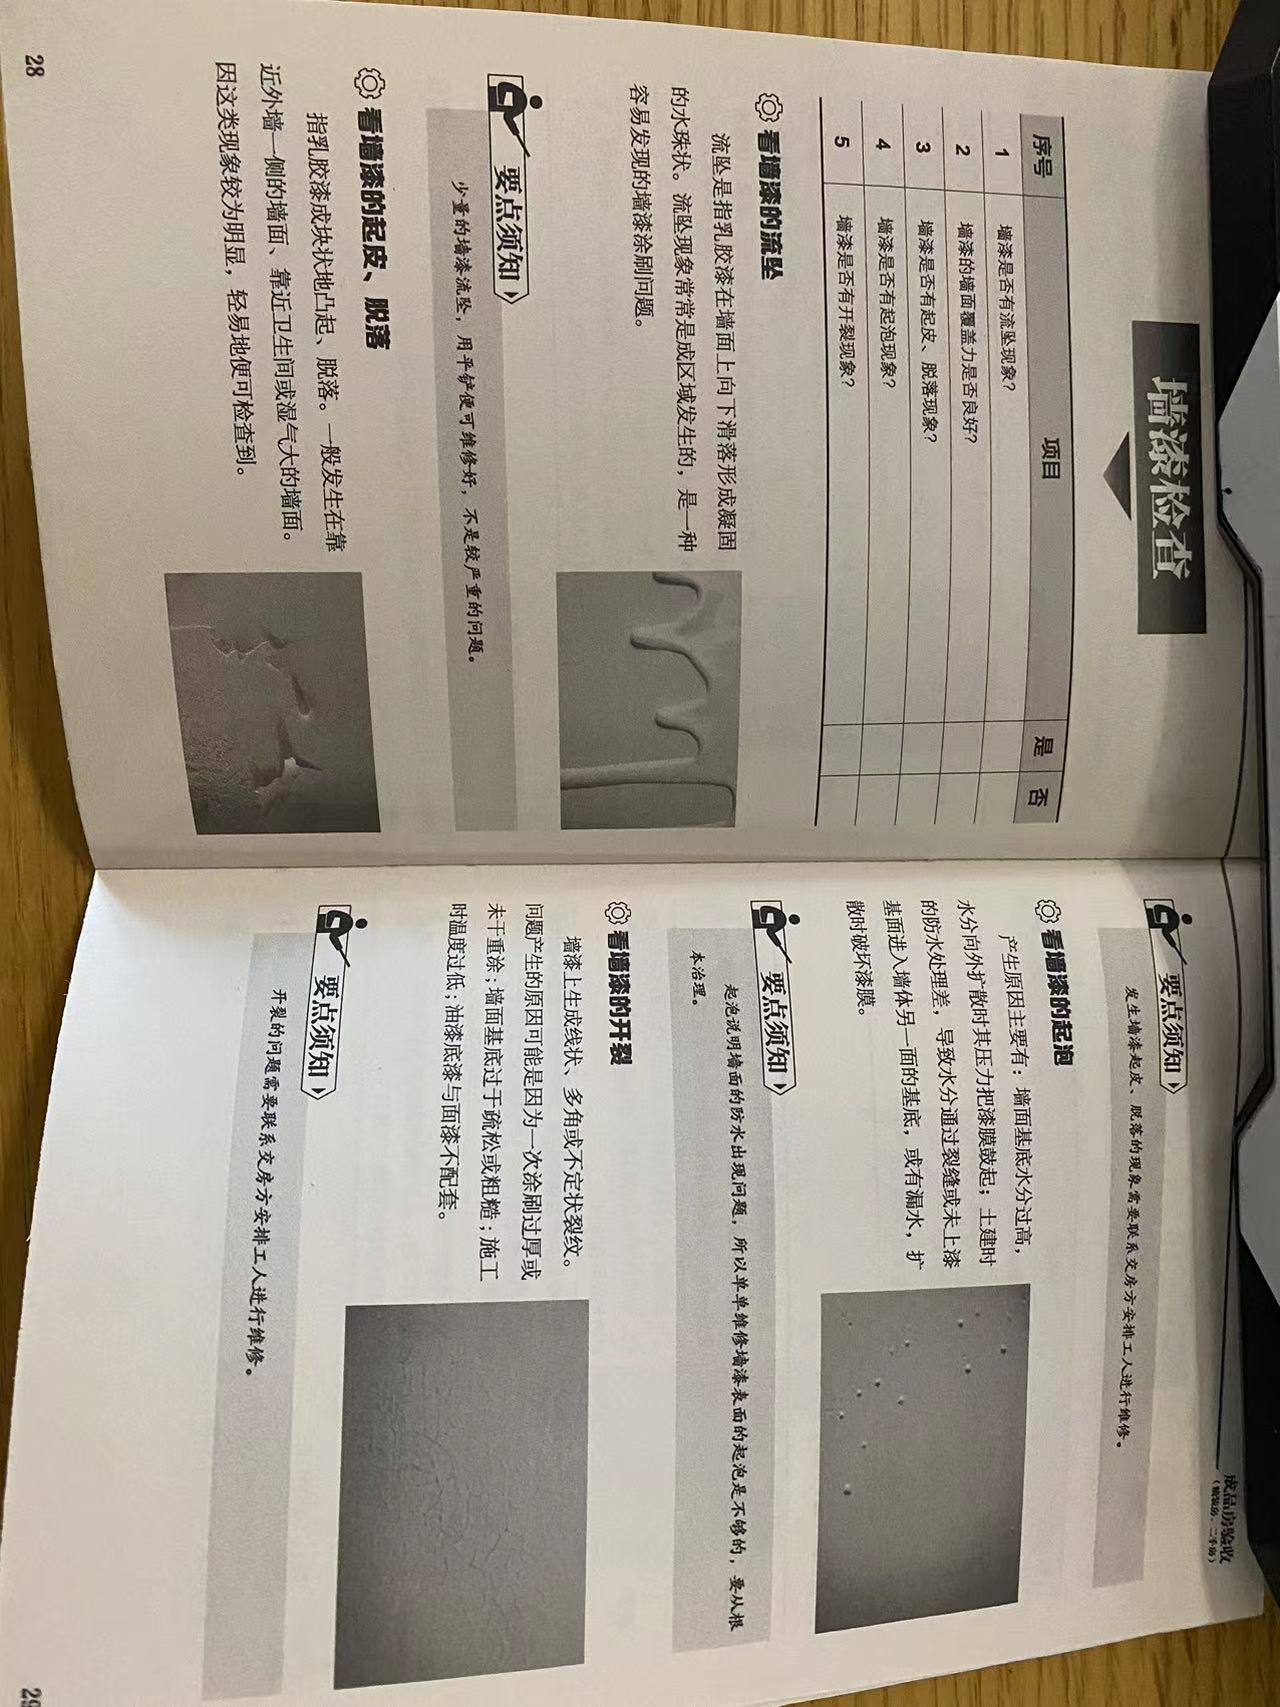 墙漆检查
序号 项目 是 否
1 墙漆是否有流坠现象？
2 墙漆的墙面覆盖力是否良好？
3 墙漆是否有起皮、脱落现象？
4 墙漆是否有起泡现象？
5 墙漆是否有开裂现象？
看墙漆的流坠
流坠是指乳胶漆在墙面上向下滑落形成凝固
的水珠状。流坠现象常常是成区域发生的，是一种
容易发现的墙漆涂刷问题。
要点须知
少量的墙漆流坠，用平铲便可维修好，不是较严重的问题。
看墙漆的起皮、脱落
指乳胶漆成块状地凸起、脱落。一般发生在靠
近外墙一侧的墙面、靠近卫生间或湿气大的墙面。
因这类现象较为明显，轻易地便可检查到。
28
成品房验收
（精装房、二手房）
要点须知
发生墙漆起皮、脱落的现象需要联系交房方安排工人进行维修。
看墙漆的起泡
产生原因主要有：墙面基底水分过高，
水分向外扩散时其压力把漆膜鼓起；土建时
的防水处理差，导致水分通过裂缝或未上漆
基面进入墙体另一面的基底，或有漏水，扩
散时破坏漆膜。
要点须知
起泡说明墙面的防水出现问题，所以单单维修墙漆表面的起泡是不够的，要从根
本治理。
看墙漆的开裂
墙漆上生成线状、多角或不定状裂纹。
问题产生的原因可能是因为一次涂刷过厚或
未干重涂；墙面基底过于疏松或粗糙；施工
时温度过低；油漆底漆与面漆不配套。
要点须知
开裂的问题需要联系交房方安排工人进行维修。
29